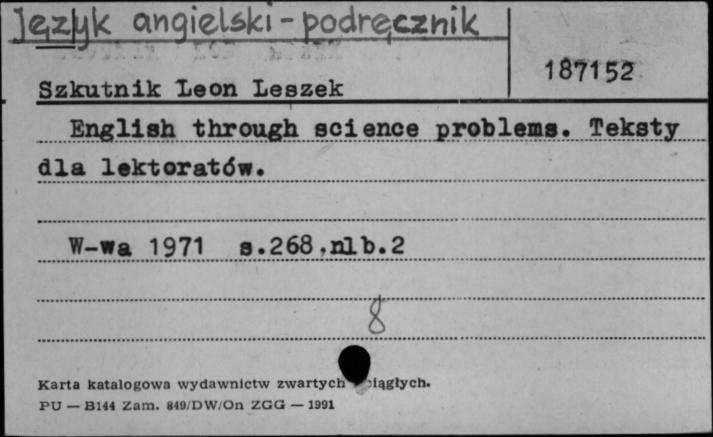 Język angielski - podręcznik
187152
Szkutnik Leon Leszek
English through science problems. Teksty
dla lektoratów.
W-wa 1971 s.268,nlb.2
8
Karta katalogowa wydawnictw zwartych ciągłych.
PU — B144 Zam. 849/DW/On ZGG — 1991